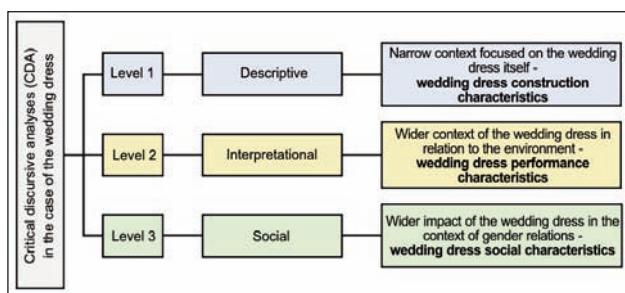 Critical discursive analyses (CDA)
in the case of the wedding dress
Level 1
Descriptive
Narrow context focused on the wedding
dress itself -
wedding dress construction
characteristics
Level 2
Interpretational
Wider context of the wedding dress in
relation to the environment -
wedding dress performance
characteristics
Level 3
Social
Wider impact of the wedding dress in the
context of gender relations -
wedding dress social characteristics